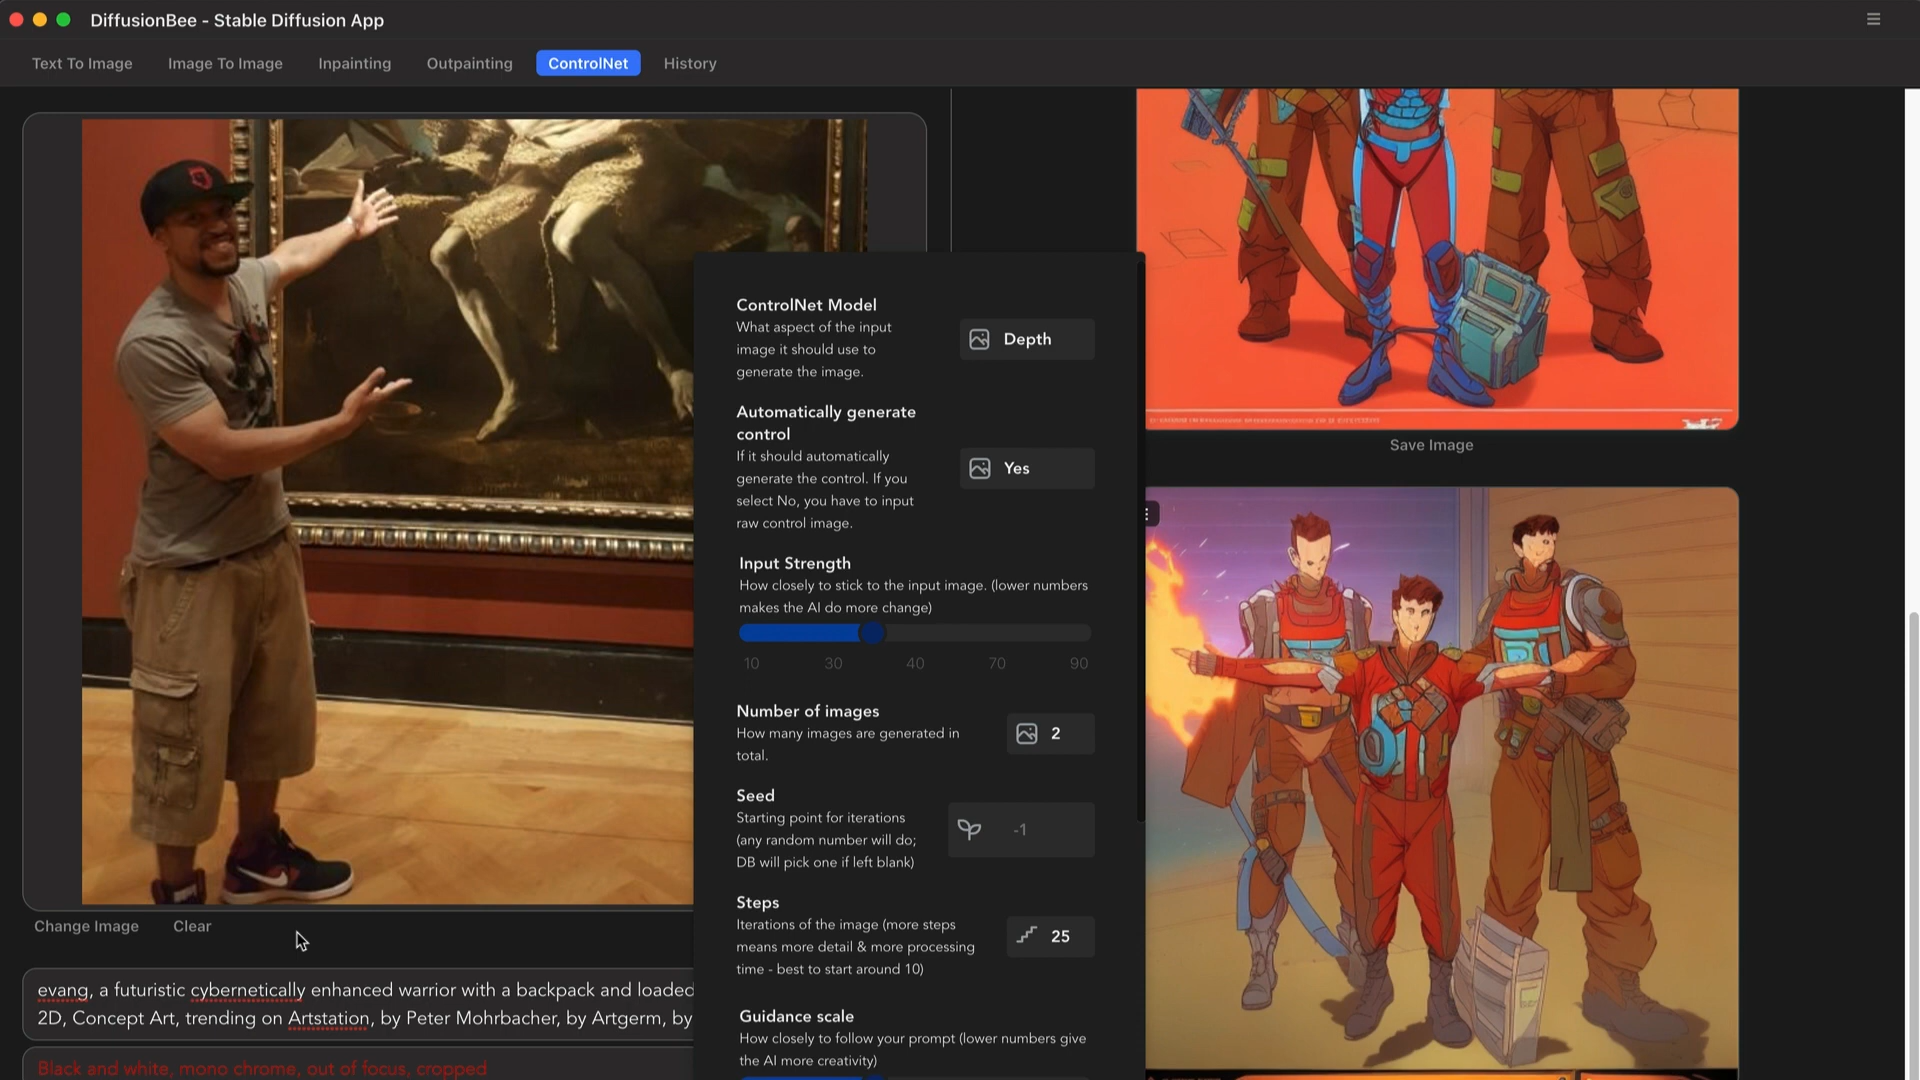 DiffusionBee - Stable Diffusion App
Text To Image
Image To Image
Inpainting
Outpainting
ControlNet
History
ControlNet Model
What aspect of the input
image it should use to
generate the image.
Depth
Automatically generate
control
If it should automatically
generate the control. If you
select No, you have to input
raw control image.
Yes
Input Strength
How closely to stick to the input image. (lower numbers
makes the AI do more change)
10 30 40 70 90
Number of images
How many images are generated in
total.
2
Seed
Starting point for iterations
(any random number will do;
DB will pick one if left blank)
-1
Steps
Iterations of the image (more steps
means more detail & more processing
time - best to start around 10)
25
Guidance scale
How closely to follow your prompt (lower numbers give
the AI more creativity)
Save Image
Change Image
Clear
evang, a futuristic cybernetically enhanced warrior with a backpack and loaded
2D, Concept Art, trending on Artstation, by Peter Mohrbacher, by Artgerm, by
Black and white, mono chrome, out of focus, cropped